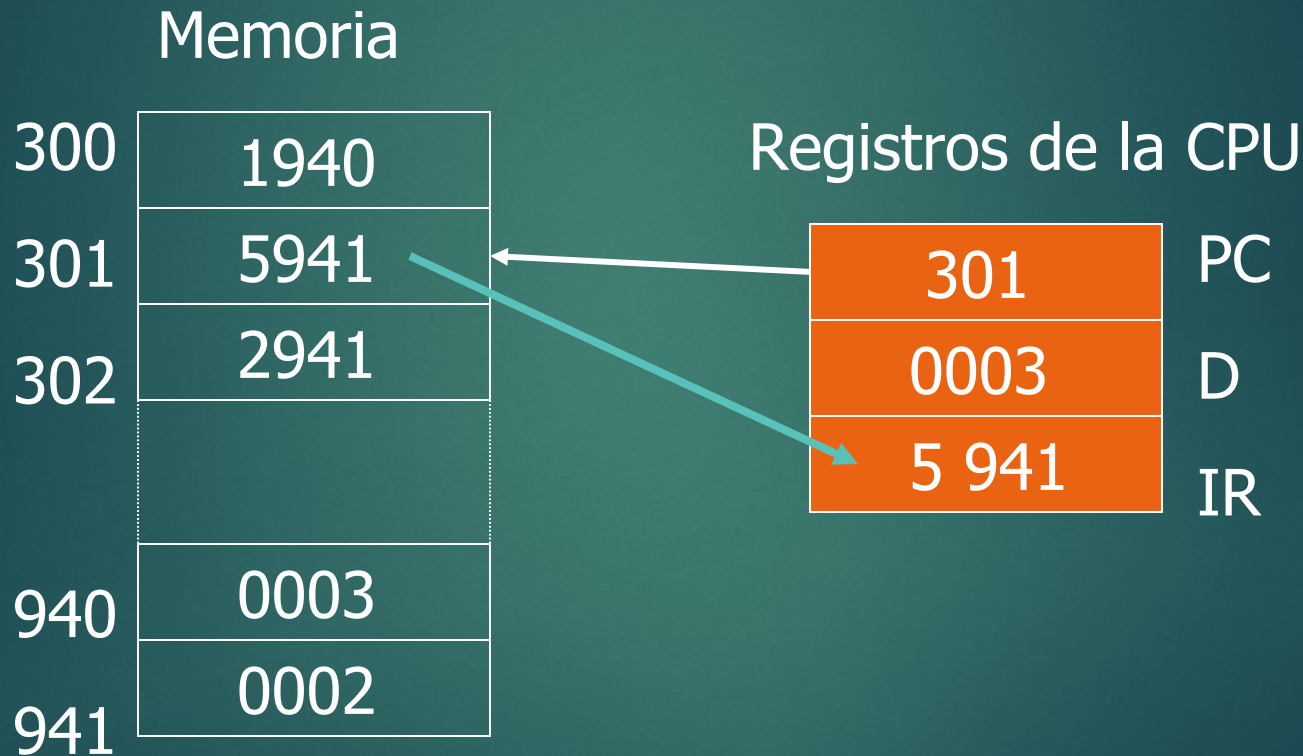 Memoria
300 1940
301 5941
302 2941
940 0003
941 0002
Registros de la CPU
301 PC
0003 D
5 941 IR